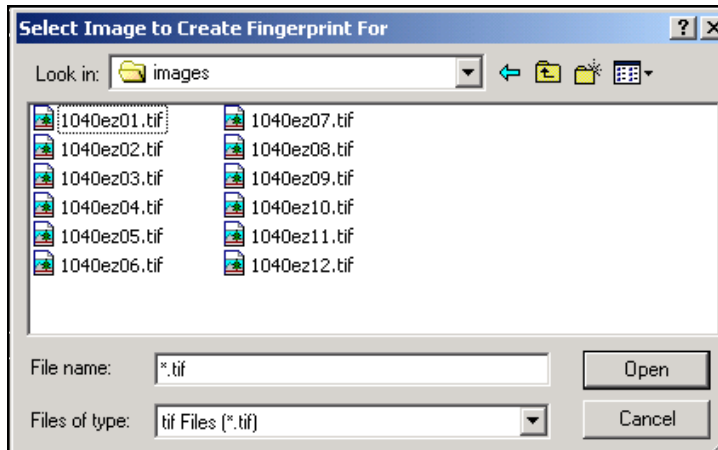 Select Image to Create Fingerprint For
Look in: images
1040ez01.tif 1040ez07.tif
1040ez02.tif 1040ez08.tif
1040ez03.tif 1040ez09.tif
1040ez04.tif 1040ez10.tif
1040ez05.tif 1040ez11.tif
1040ez06.tif 1040ez12.tif
File name: *.tif Open
Files of type: tif Files (*.tif) Cancel